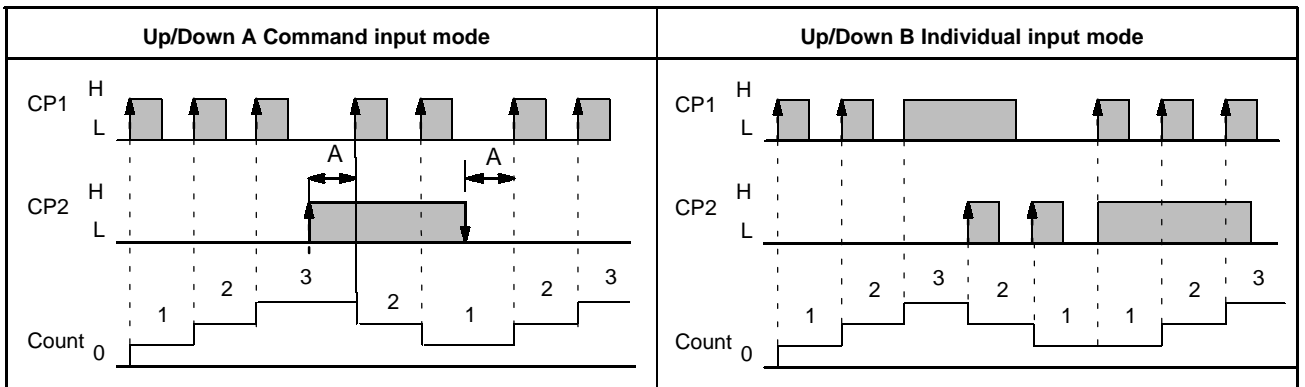 Up/Down A Command input mode
H
CP1
L
A A
H
CP2
L
1 2 3 2 1 2 3
Count 0
Up/Down B Individual input mode
H
CP1
L
H
CP2
L
1 2 3 2 1 1 2 3
Count 0